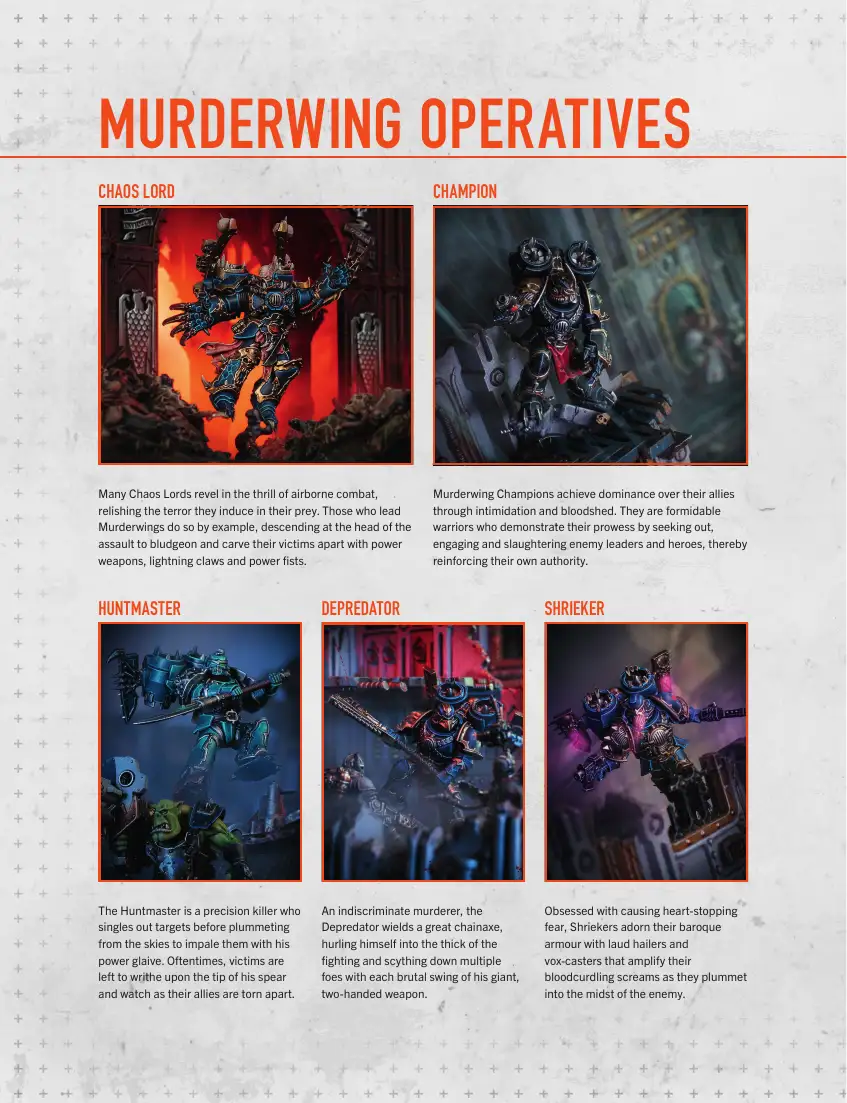 MURDERWING OPERATIVES
CHAOS LORD
Many Chaos Lords revel in the thrill of airborne combat,
relishing the terror they induce in their prey. Those who lead
Murderwings do so by example, descending at the head of the
assault to bludgeon and carve their victims apart with power
weapons, lightning claws and power fists.
CHAMPION
Murderwing Champions achieve dominance over their allies
through intimidation and bloodshed. They are formidable
warriors who demonstrate their prowess by seeking out,
engaging and slaughtering enemy leaders and heroes, thereby
reinforcing their own authority.
HUNTMASTER
The Huntmaster is a precision killer who
singles out targets before plummeting
from the skies to impale them with his
power glaive. Oftentimes, victims are
left to writhe upon the tip of his spear
and watch as their allies are torn apart.
DEPREDATOR
An indiscriminate murderer, the
Depredator wields a great chainaxe,
hurling himself into the thick of the
fighting and scything down multiple
foes with each brutal swing of his giant,
two-handed weapon.
SHRIEKER
Obsessed with causing heart-stopping
fear, Shriekers adorn their baroque
armour with laud hailers and
vox-casters that amplify their
bloodcurdling screams as they plummet
into the midst of the enemy.